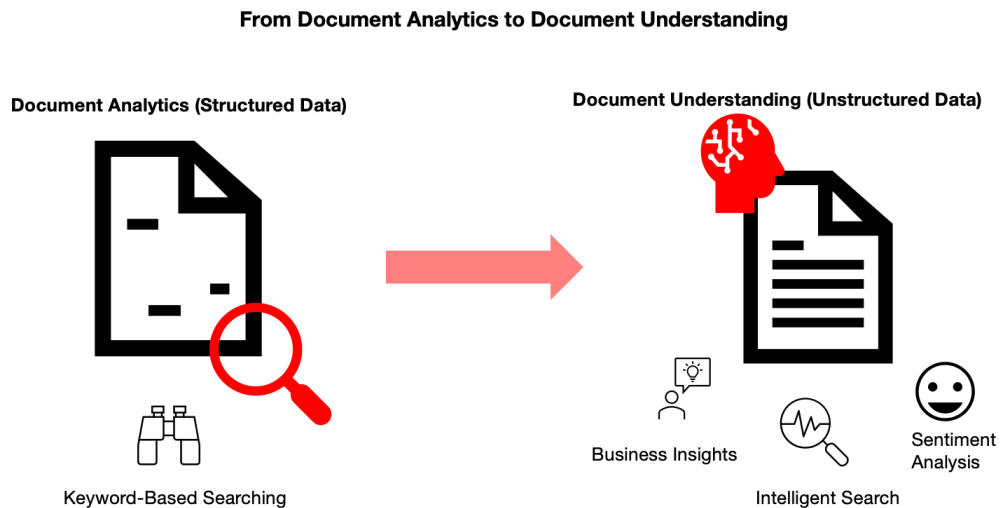 From Document Analytics to Document Understanding
Document Analytics (Structured Data)
Document Understanding (Unstructured Data)
Keyword-Based Searching
Business Insights
Intelligent Search
Sentiment
Analysis